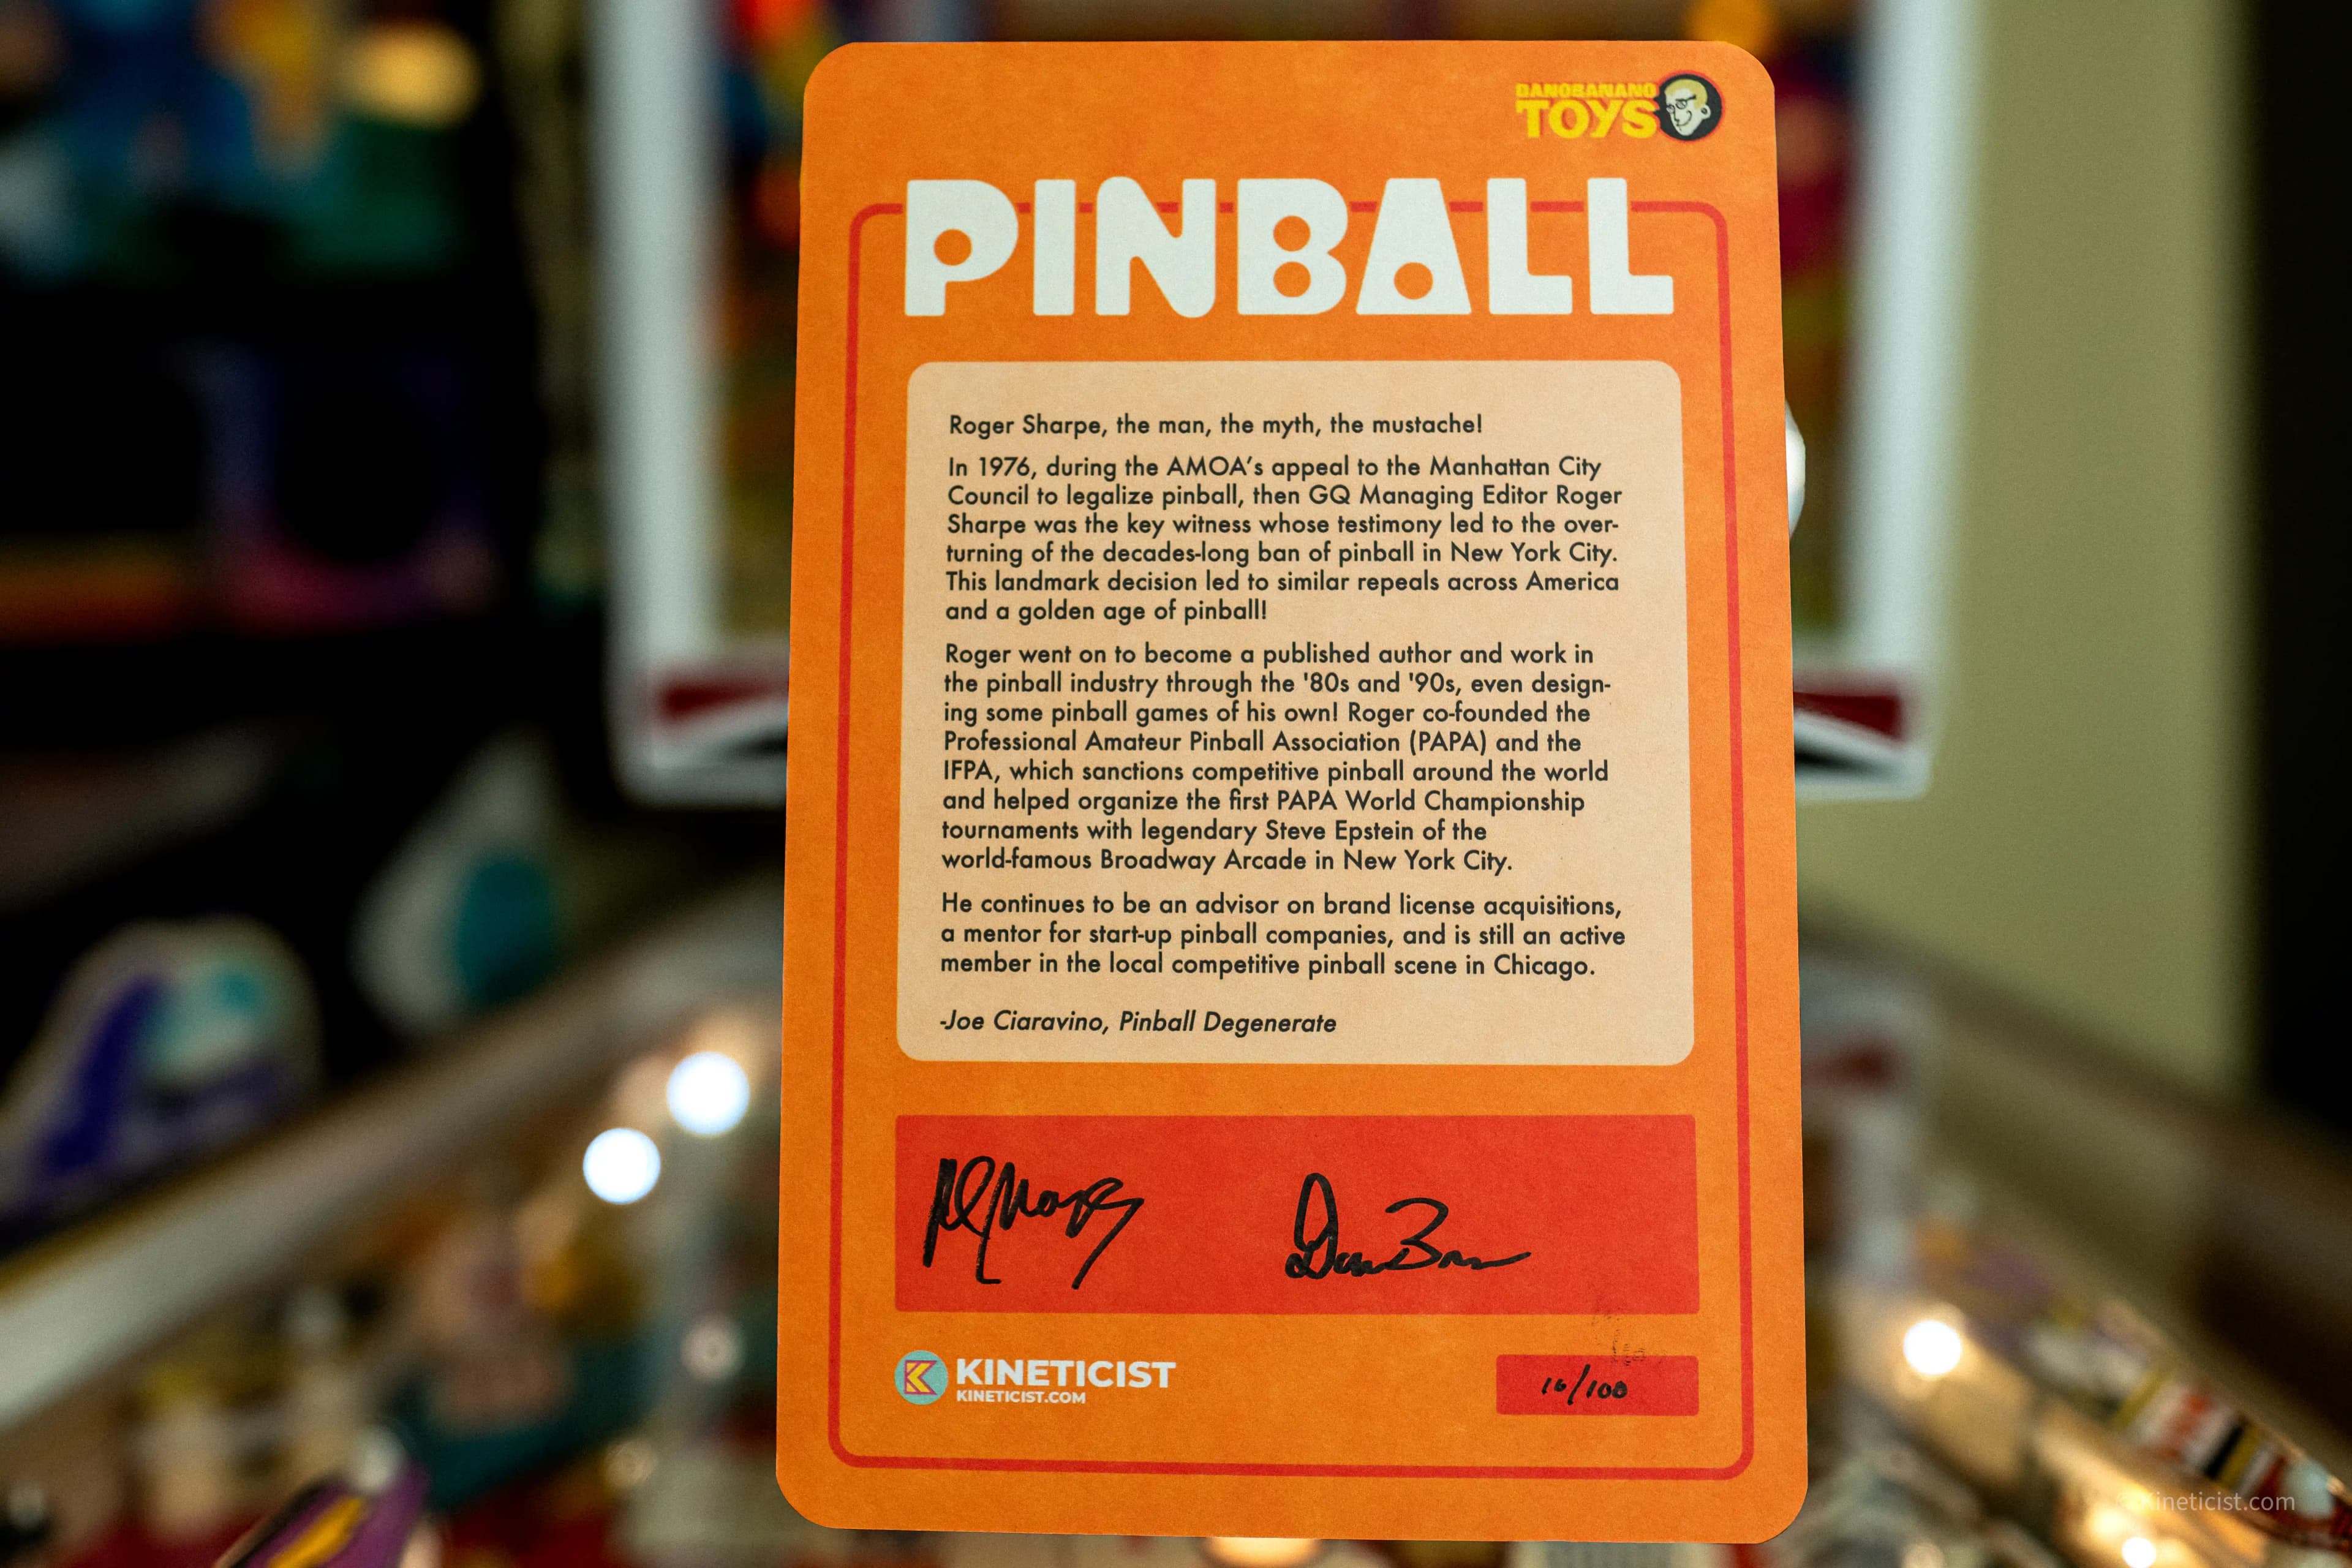 DANOBANANO
TOYS
PINBALL
Roger Sharpe, the man, the myth, the mustache!
In 1976, during the AMOA's appeal to the Manhattan City
Council to legalize pinball, then GQ Managing Editor Roger
Sharpe was the key witness whose testimony led to the over-
turning of the decades-long ban of pinball in New York City.
This landmark decision led to similar repeals across America
and a golden age of pinball!
Roger went on to become a published author and work in
the pinball industry through the '80s and '90s, even design-
ing some pinball games of his own! Roger co-founded the
Professional Amateur Pinball Association (PAPA) and the
IFPA, which sanctions competitive pinball around the world
and helped organize the first PAPA World Championship
tournaments with legendary Steve Epstein of the
world-famous Broadway Arcade in New York City.
He continues to be an advisor on brand license acquisitions,
a mentor for start-up pinball companies, and is still an active
member in the local competitive pinball scene in Chicago.
-Joe Ciaravino, Pinball Degenerate
KINETICIST
KINETICIST.COM
16/100
kineticist.com